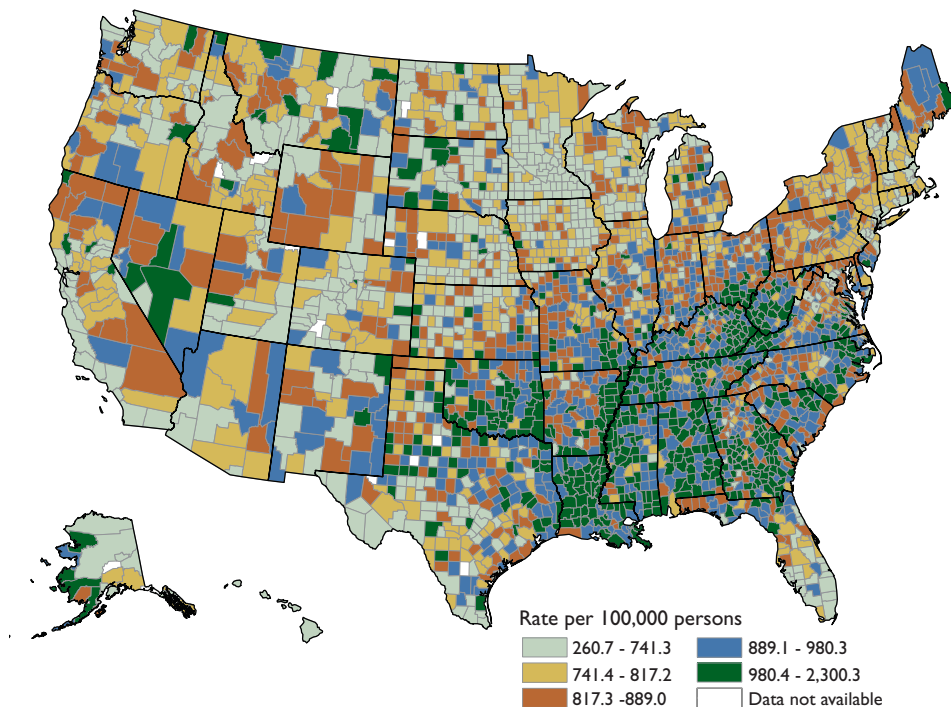 Rate per 100,000 persons
260.7 - 741.3
741.4 - 817.2
817.3 -889.0
889.1 - 980.3
980.4 - 2,300.3
Data not available